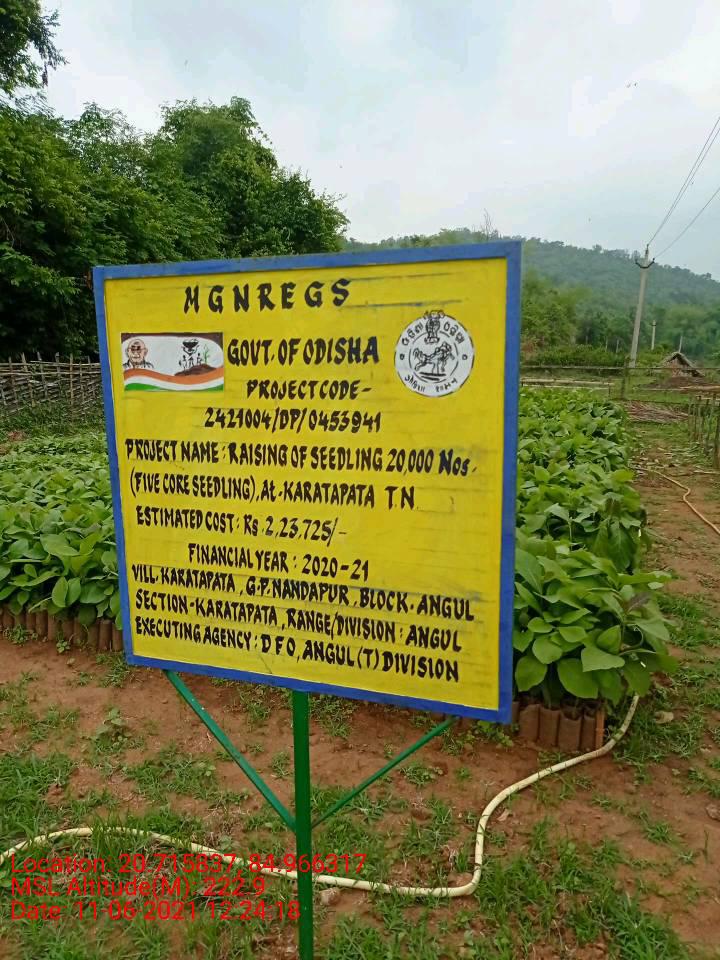 MGNREGS
GOVT. OF ODISHA
PROJECT CODE-
2421004/DP/0453941
PROJECT NAME: RAISING OF SEEDLING 20,000 Nos.
(FIVE CORE SEEDLING), At-KARATAPATA T.N
ESTIMATED COST: Rs. 2,23,725/-
FINANCIAL YEAR: 2020-21
VILL. KARATAPATA, G.P. NANDAPUR, BLOCK. ANGUL
SECTION-KARATAPATA, RANGE/DIVISION: ANGUL
EXECUTING AGENCY: D F O, ANGUL (T) DIVISION
Location: 20.715837, 84.966317
MSL Altitude(M): 222.9
Date: 11-06-2021 12:24:18